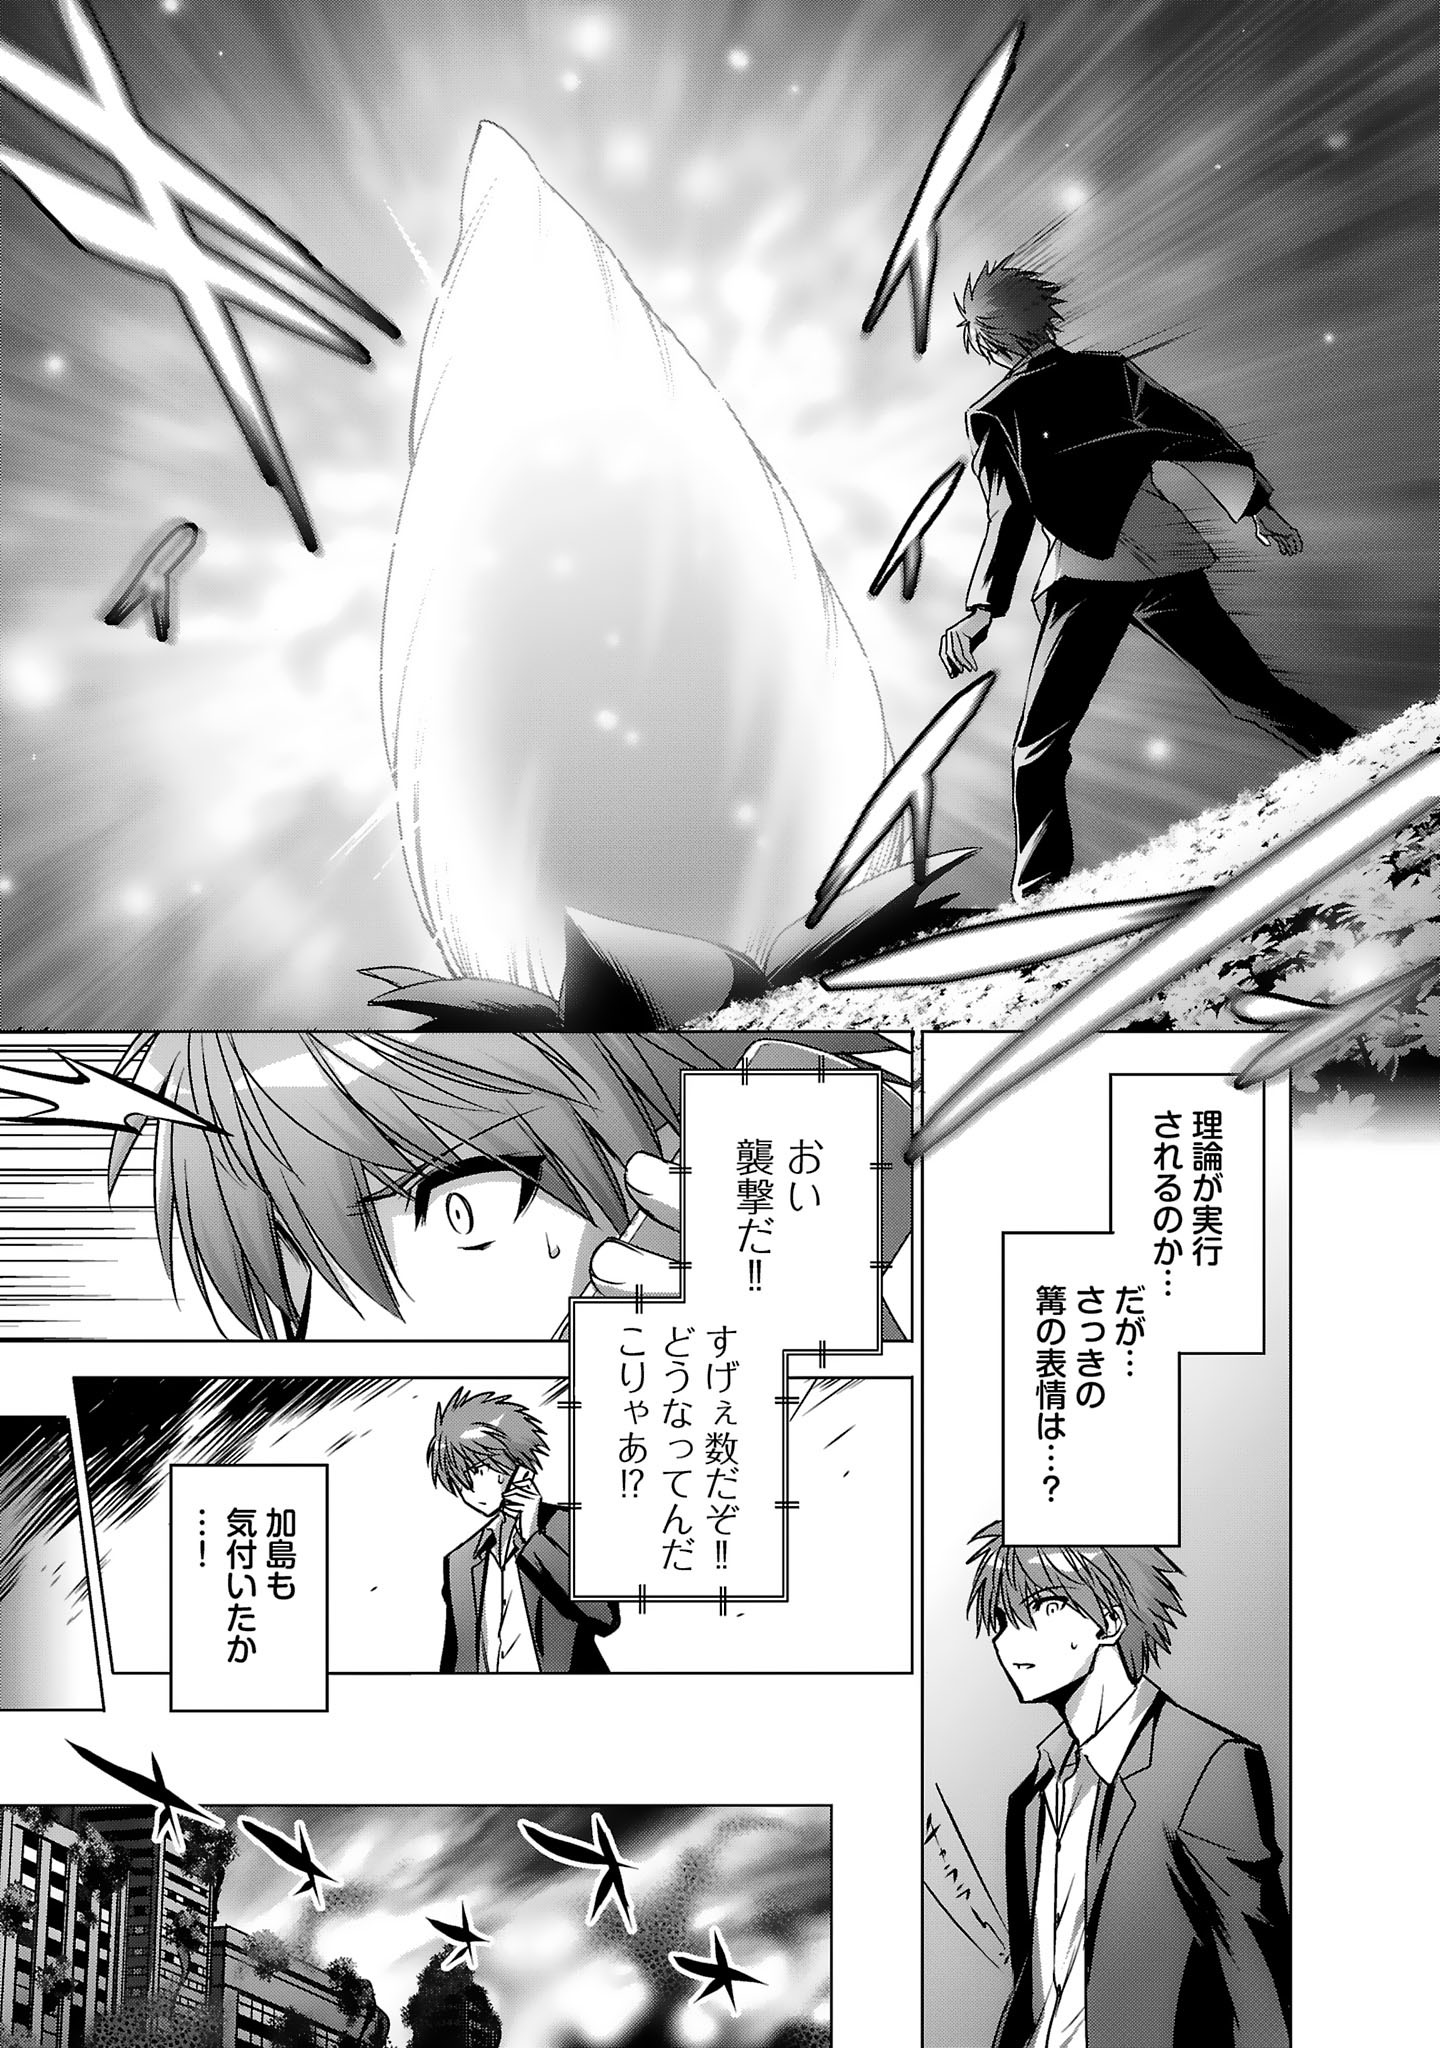 理論が実行
されるのか…
だが…
さっきの
篝の表情は…?
おい
襲撃だ!!
すげぇ数だぞ!!
どうなってんだ
こりゃあ!?
加島も
気付いたか
…!